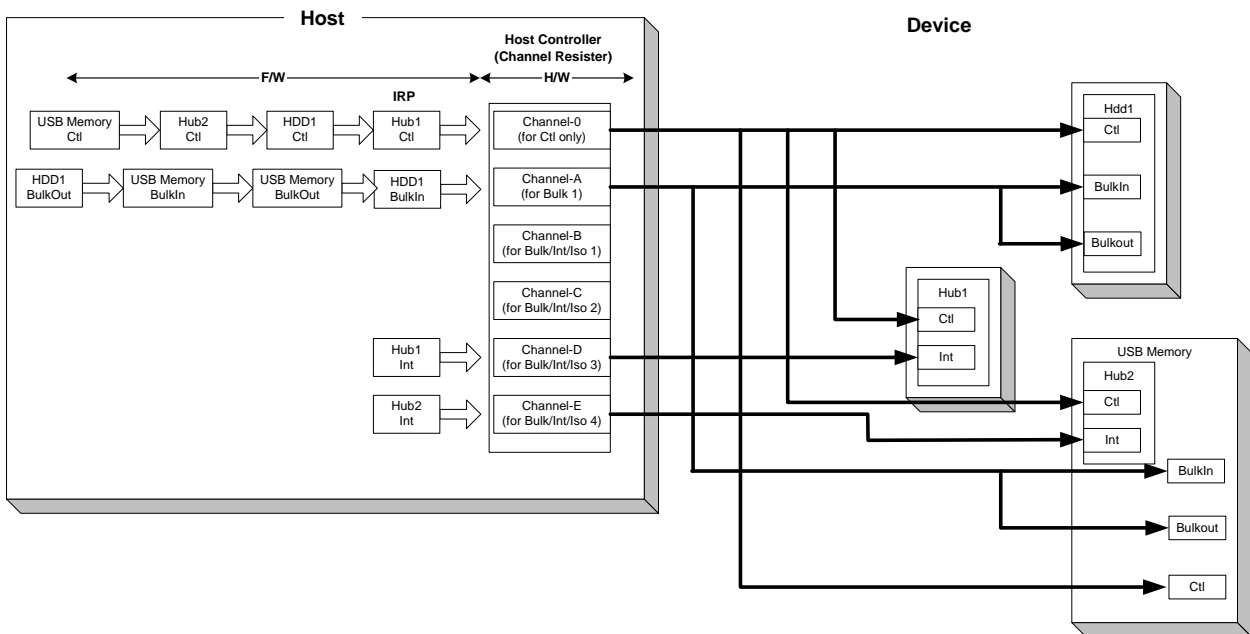 Host
Device
Host Controller
(Channel Resister)
F/W
H/W
IRP
USB Memory
Ctl
Hub2
Ctl
HDD1
Ctl
Hub1
Ctl
Channel-0
(for Ctl only)
HDD1
BulkOut
USB Memory
BulkIn
USB Memory
BulkOut
HDD1
BulkIn
Channel-A
(for Bulk 1)
Channel-B
(for Bulk/Int/Iso 1)
Channel-C
(for Bulk/Int/Iso 2)
Hub1
Int
Channel-D
(for Bulk/Int/Iso 3)
Hub2
Int
Channel-E
(for Bulk/Int/Iso 4)
Hdd1
Ctl
BulkIn
Bulkout
Hub1
Ctl
Int
USB Memory
Hub2
Ctl
Int
BulkIn
Bulkout
Ctl